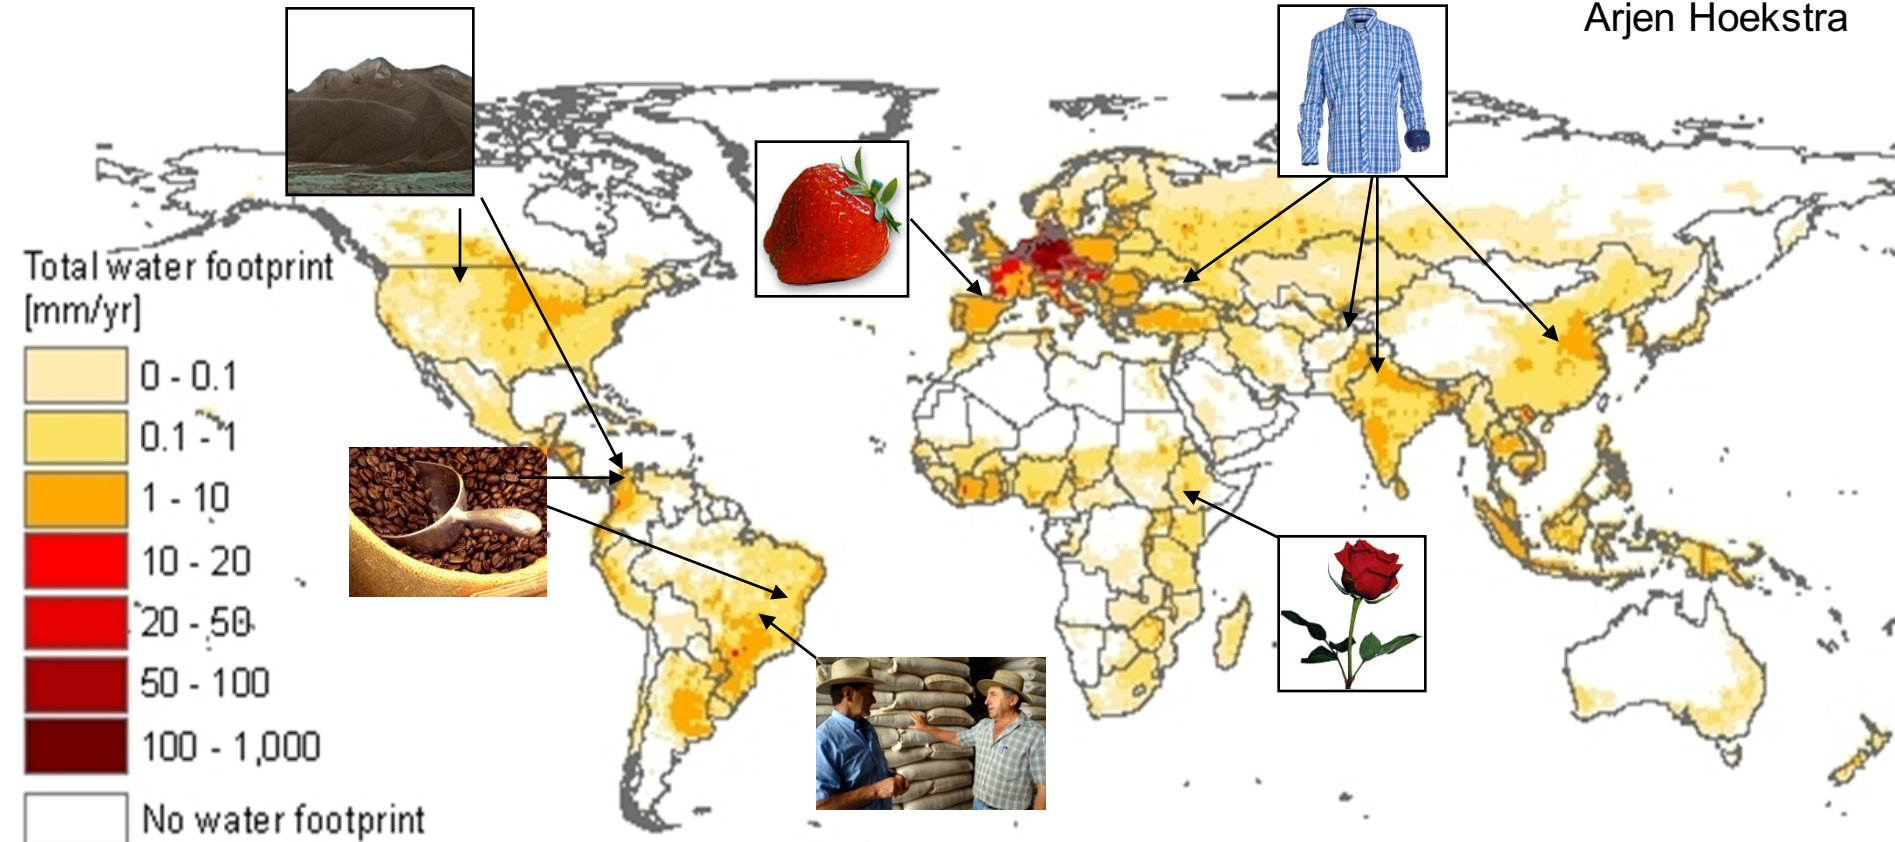 Arjen Hoekstra
Total water footprint
[mm/yr]
0 - 0.1
0.1 - 1
1 - 10
10 - 20
20 - 50
50 - 100
100 - 1,000
No water footprint